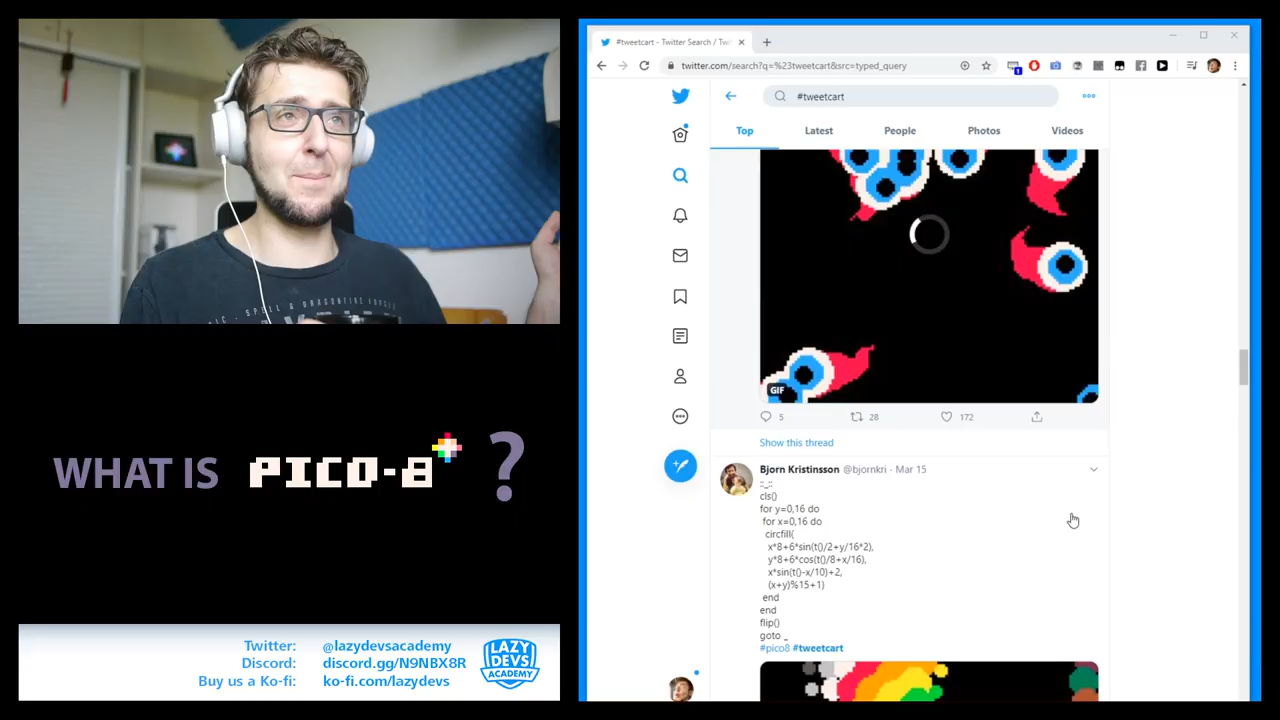 WHAT IS PICO-8 ?
Twitter: @lazydevsacademy
Discord: discord.gg/N9NBX8R
Buy us a Ko-fi: ko-fi.com/lazydevs
LAZY
DEVS
ACADEMY
#tweetcart - Twitter Search / Twi
twitter.com/search?q=%23tweetcart&src=typed_query
#tweetcart
Top Latest People Photos Videos
GIF
5 28 172
Show this thread
Bjorn Kristinsson @bjornkri · Mar 15
::_::
cls()
for y=0,16 do
for x=0,16 do
circfill(
x*8+6*sin(t()/2+y/16*2),
y*8+6*cos(t()/8+x/16),
x*sin(t()-x/10)+2,
(x+y)%15+1)
end
end
flip()
goto _
#pico8 #tweetcart